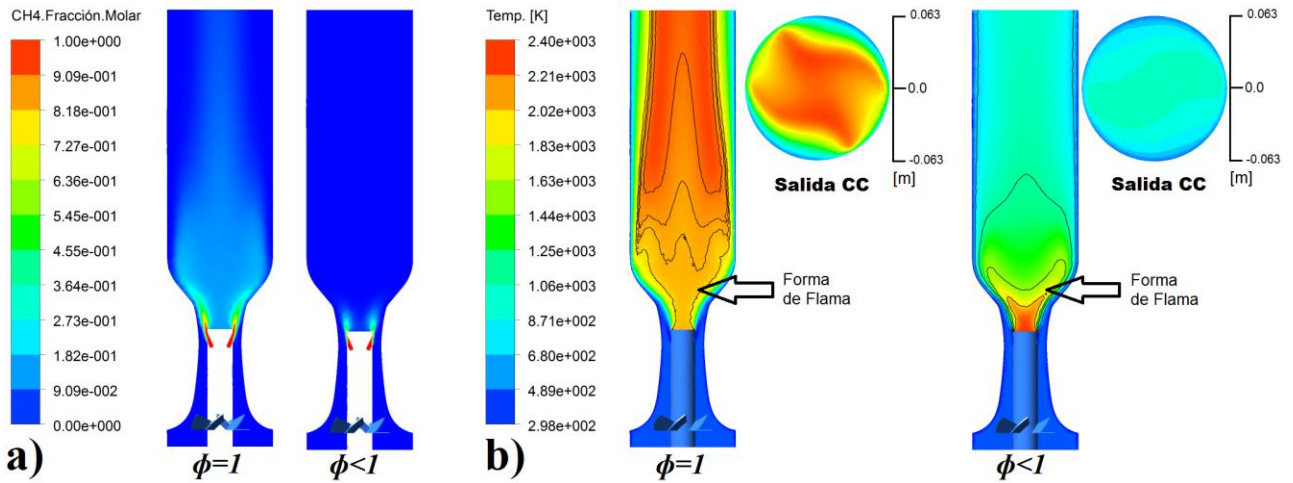 CH4.Fracción.Molar
1.00e+000
9.09e-001
8.18e-001
7.27e-001
6.36e-001
5.45e-001
4.55e-001
3.64e-001
2.73e-001
1.82e-001
9.09e-002
0.00e+000
a)
ϕ=1
ϕ<1
Temp. [K]
2.40e+003
2.21e+003
2.02e+003
1.83e+003
1.63e+003
1.44e+003
1.25e+003
1.06e+003
8.71e+002
6.80e+002
4.89e+002
2.98e+002
b)
Forma
de Flama
ϕ=1
0.063
0.0
-0.063
[m]
Salida CC
Forma
de Flama
ϕ<1
0.063
0.0
-0.063
[m]
Salida CC